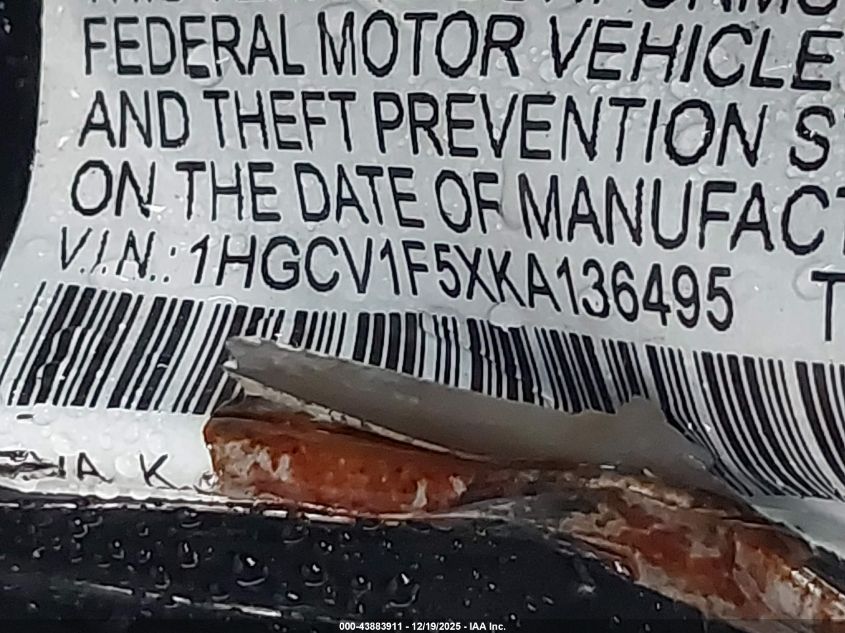 FEDERAL MOTOR VEHICLE
AND THEFT PREVENTION S
ON THE DATE OF MANUFACT
V.I.N.: 1HGCV1F5XKA136495 T
IA K
000-43883911 - 12/19/2025 - IAA Inc.